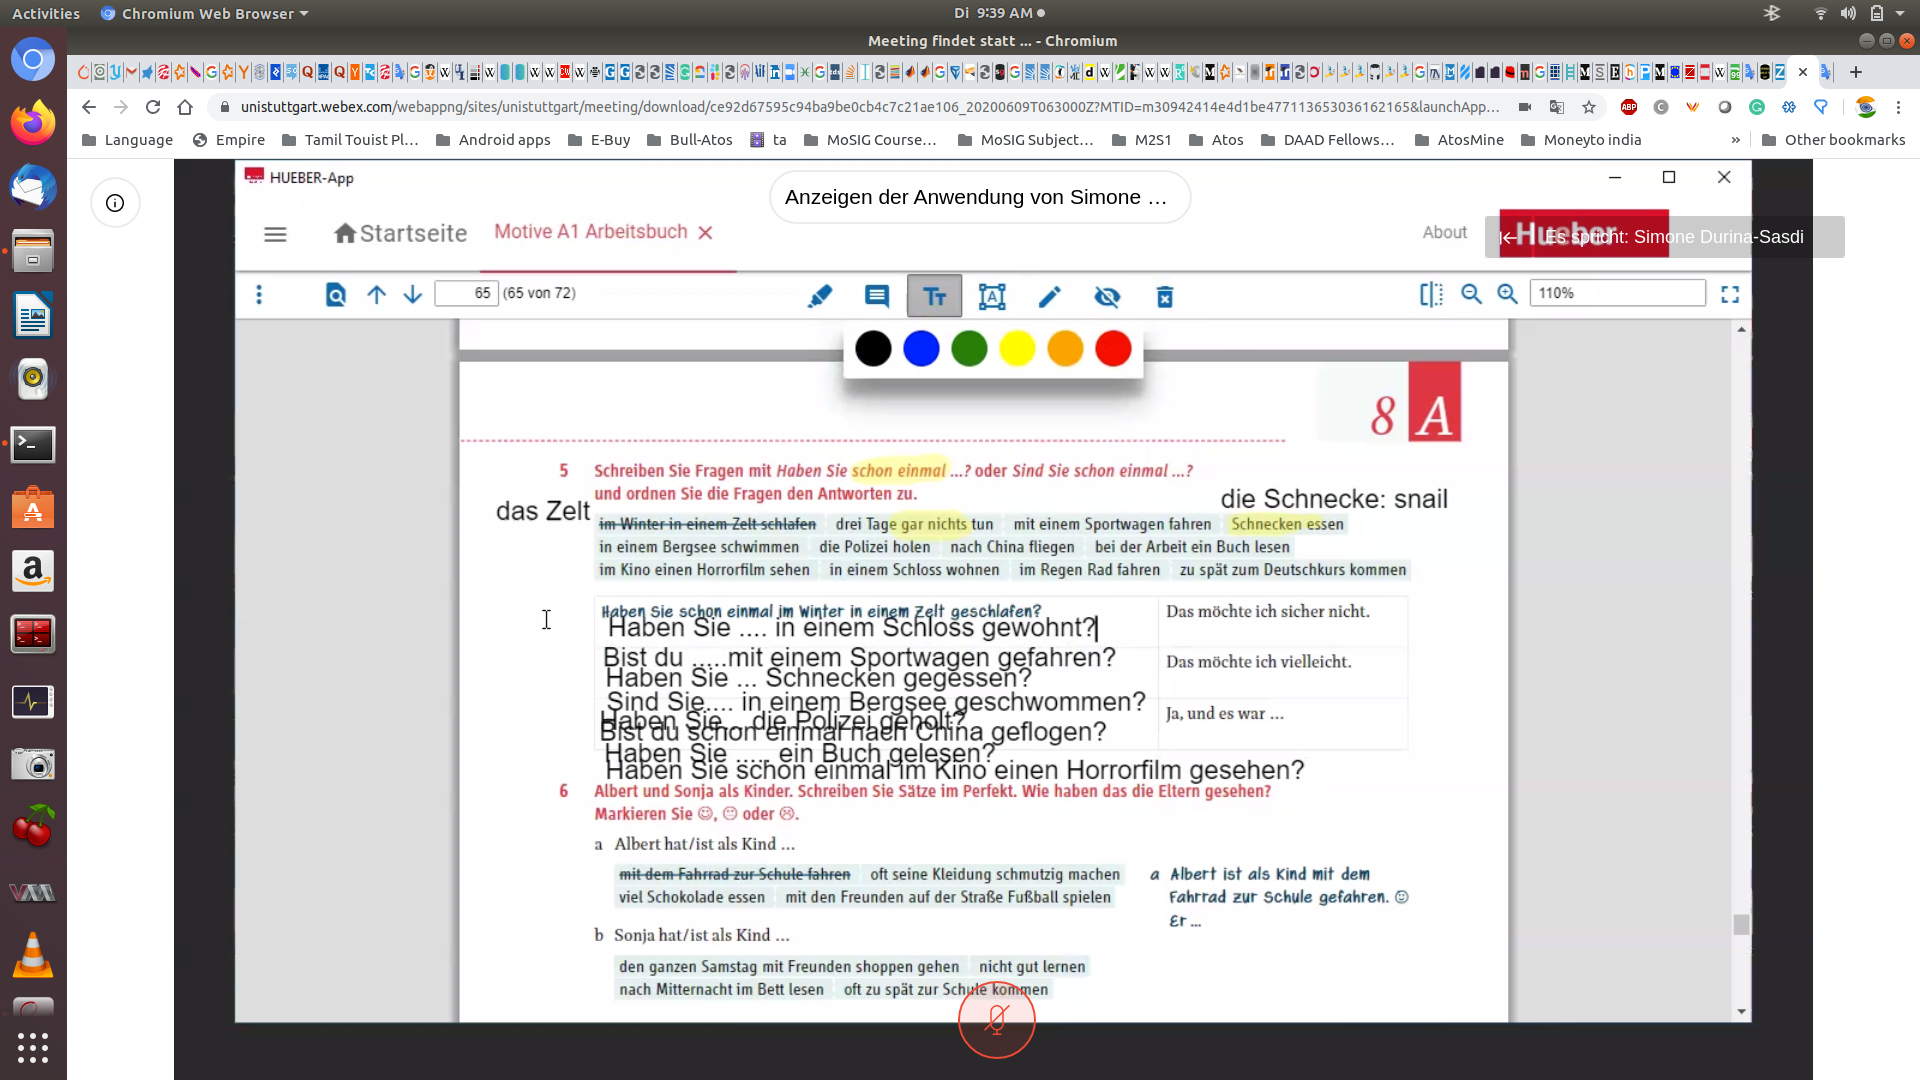 Activities Chromium Web Browser Di 9:39 AM
Meeting findet statt ... - Chromium
unistuttgart.webex.com/webappng/sites/unistuttgart/meeting/download/ce92d67595c94ba9be0cb4c7c21ae106_20200609T063000Z?MTID=m30942414e4d1be477113653036162165&launchApp...
Language Empire Tamil Touist Pl... Android apps E-Buy Bull-Atos ta MoSIG Course... MoSIG Subject... M2S1 Atos DAAD Fellows... AtosMine Moneyto india » Other bookmarks
HUEBER-App
Anzeigen der Anwendung von Simone ...
Startseite Motive A1 Arbeitsbuch About Hueber
Es spricht: Simone Durina-Sasdi
65 (65 von 72) 110%
8 A
5 Schreiben Sie Fragen mit Haben Sie schon einmal ...? oder Sind Sie schon einmal ...?
und ordnen Sie die Fragen den Antworten zu.
das Zelt die Schnecke: snail
im Winter in einem Zelt schlafen drei Tage gar nichts tun mit einem Sportwagen fahren Schnecken essen
in einem Bergsee schwimmen die Polizei holen nach China fliegen bei der Arbeit ein Buch lesen
im Kino einen Horrorfilm sehen in einem Schloss wohnen im Regen Rad fahren zu spät zum Deutschkurs kommen
Haben Sie schon einmal im Winter in einem Zelt geschlafen? Das möchte ich sicher nicht.
Haben Sie .... in einem Schloss gewohnt?
Bist du .....mit einem Sportwagen gefahren? Das möchte ich vielleicht.
Haben Sie ... Schnecken gegessen?
Sind Sie.... in einem Bergsee geschwommen?
Haben Sie... die Polizei geholt? Ja, und es war ...
Bist du schon einmal nach China geflogen?
Haben Sie ..... ein Buch gelesen?
Haben Sie schon einmal im Kino einen Horrorfilm gesehen?
6 Albert und Sonja als Kinder. Schreiben Sie Sätze im Perfekt. Wie haben das die Eltern gesehen?
Markieren Sie ☺, 😐 oder ☹.
a Albert hat/ist als Kind ...
mit dem Fahrrad zur Schule fahren oft seine Kleidung schmutzig machen
viel Schokolade essen mit den Freunden auf der Straße Fußball spielen
a Albert ist als Kind mit dem
Fahrrad zur Schule gefahren. ☺
Er ...
b Sonja hat/ist als Kind ...
den ganzen Samstag mit Freunden shoppen gehen nicht gut lernen
nach Mitternacht im Bett lesen oft zu spät zur Schule kommen